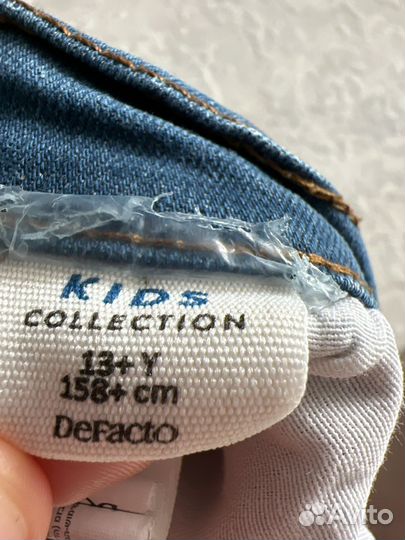 KIDS
COLLECTION
13+ Y
158+ cm
DeFacto
Avito